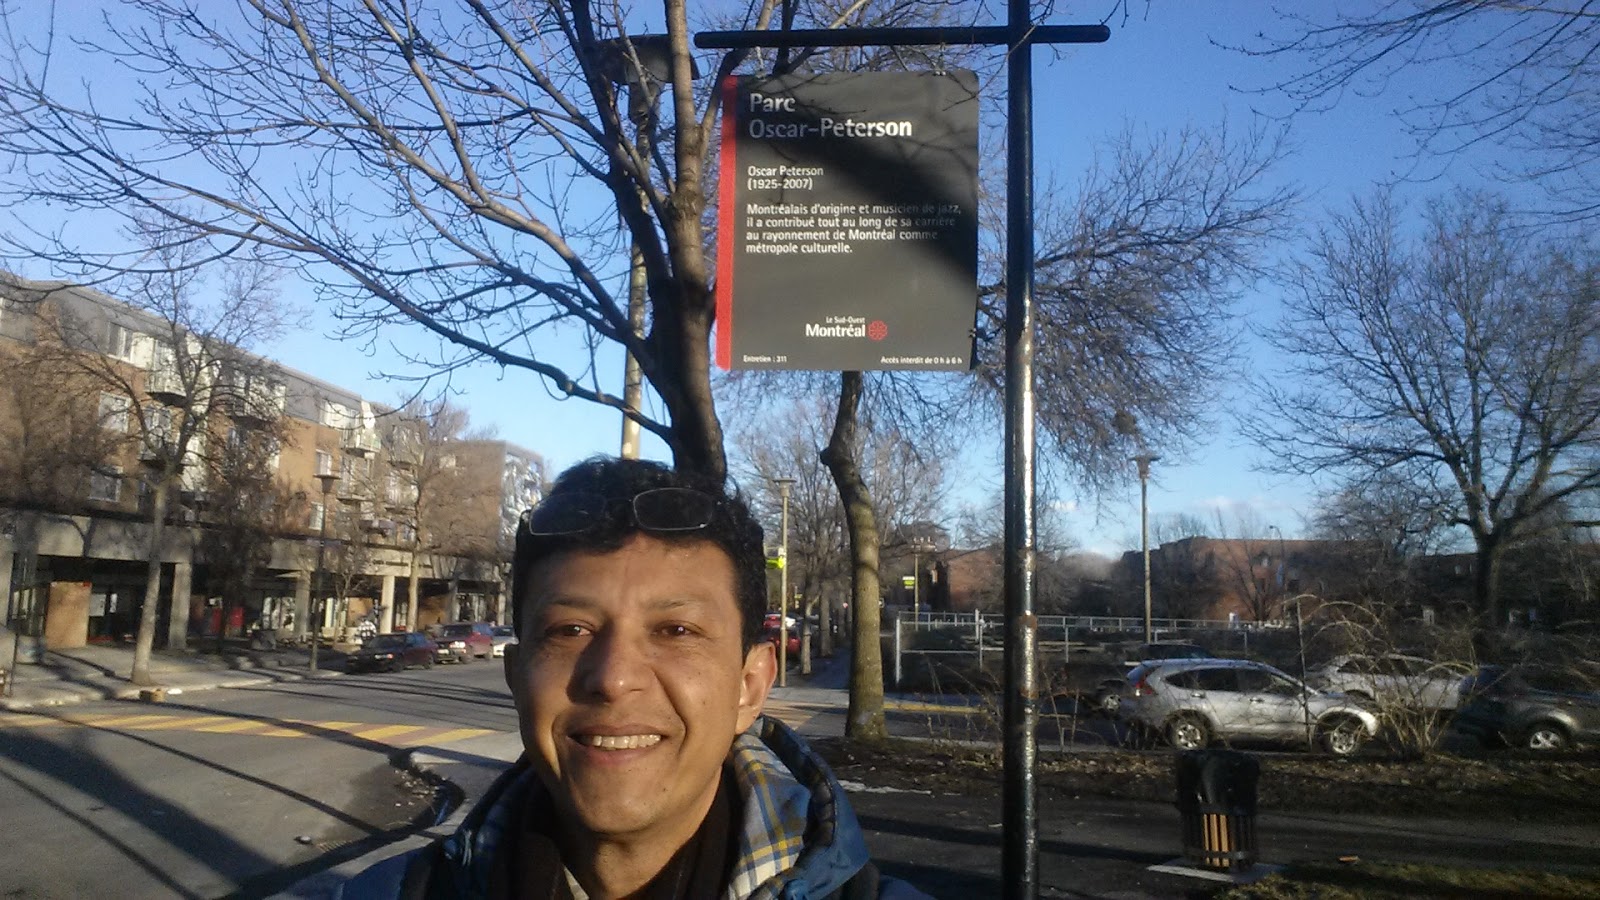 Parc
Oscar-Peterson
Oscar Peterson
(1925-2007)
Montréalais d'origine et musicien de jazz,
il a contribué tout au long de sa carrière
au rayonnement de Montréal comme
métropole culturelle.
Le Sud-Ouest
Montréal
Entretien : 311
Accès interdit de 0 h à 6 h